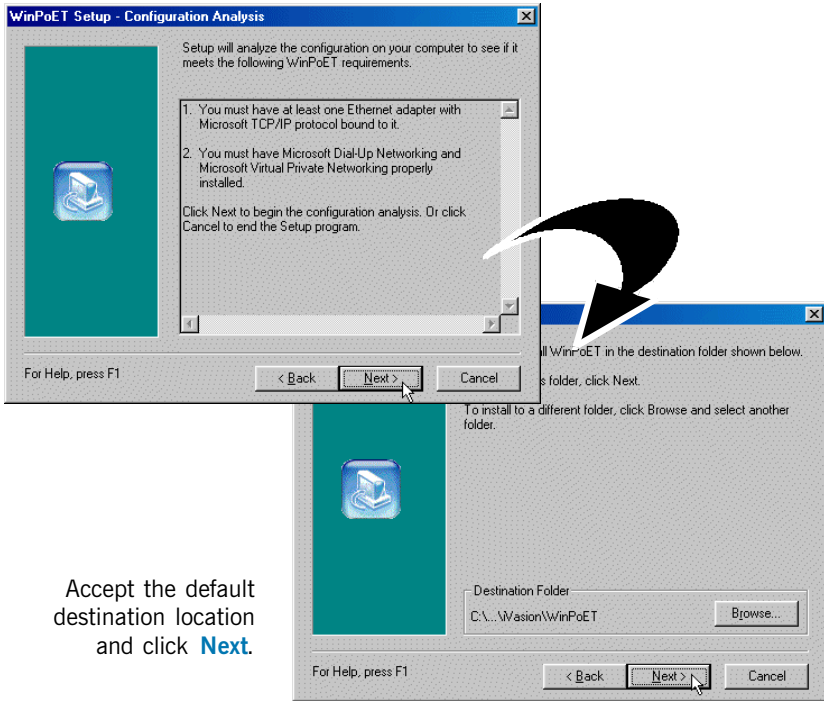 WinPoET Setup - Configuration Analysis
Setup will analyze the configuration on your computer to see if it
meets the following WinPoET requirements.
1. You must have at least one Ethernet adapter with
Microsoft TCP/IP protocol bound to it.
2. You must have Microsoft Dial-Up Networking and
Microsoft Virtual Private Networking properly
installed.
Click Next to begin the configuration analysis. Or click
Cancel to end the Setup program.
For Help, press F1
< Back
Next >
Cancel
WinPoET in the destination folder shown below.
folder, click Next.
To install to a different folder, click Browse and select another
folder.
Destination Folder
C:\...\iVasion\WinPoET
Browse...
For Help, press F1
< Back
Next >
Cancel
Accept the default
destination location
and click Next.